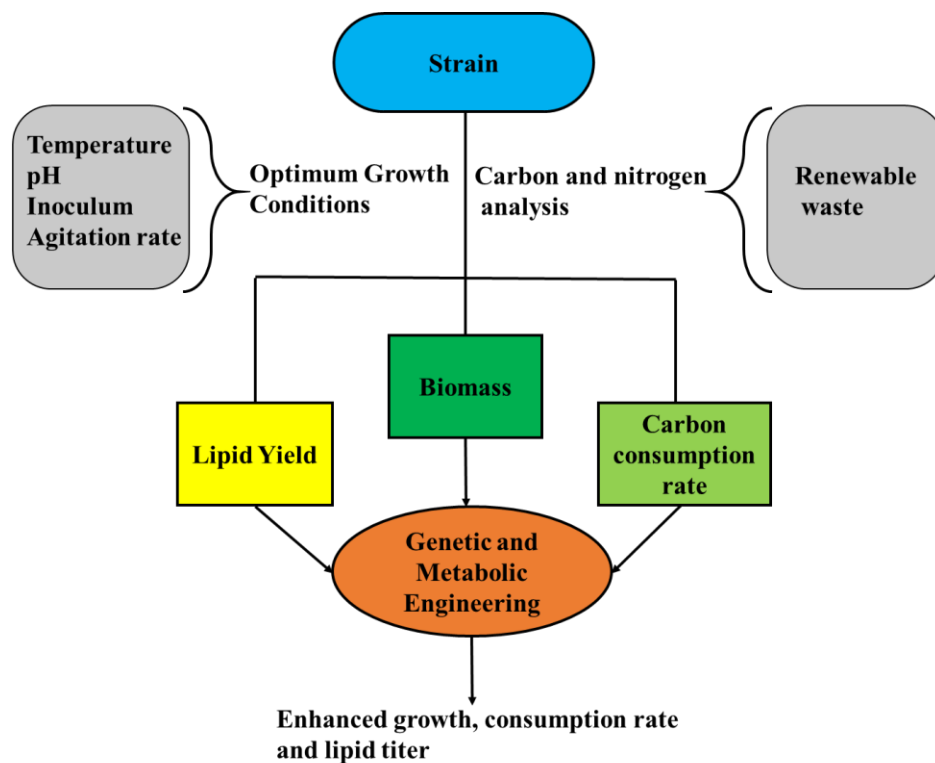 Strain
Temperature
pH
Inoculum
Agitation rate
Optimum Growth
Conditions
Carbon and nitrogen
analysis
Renewable
waste
Lipid Yield
Biomass
Carbon
consumption
rate
Genetic and
Metabolic
Engineering
Enhanced growth, consumption rate
and lipid titer